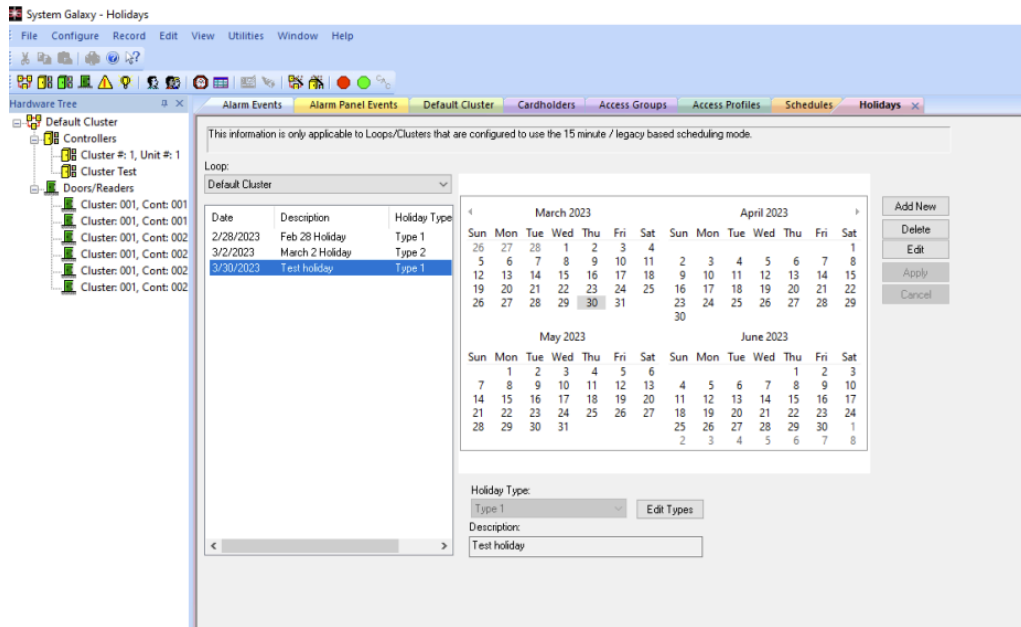 System Galaxy - Holidays
File Configure Record Edit View Utilities Window Help
Hardware Tree
Default Cluster
Controllers
Cluster #: 1, Unit #: 1
Cluster Test
Doors/Readers
Cluster: 001, Cont: 001
Cluster: 001, Cont: 001
Cluster: 001, Cont: 002
Cluster: 001, Cont: 002
Cluster: 001, Cont: 002
Cluster: 001, Cont: 002
Alarm Events Alarm Panel Events Default Cluster Cardholders Access Groups Access Profiles Schedules Holidays
This information is only applicable to Loops/Clusters that are configured to use the 15 minute / legacy based scheduling mode.
Loop:
Default Cluster
Date Description Holiday Type
2/28/2023 Feb 28 Holiday Type 1
3/2/2023 March 2 Holiday Type 2
3/30/2023 Test holiday Type 1
March 2023
Sun Mon Tue Wed Thu Fri Sat
26 27 28 1 2 3 4
5 6 7 8 9 10 11
12 13 14 15 16 17 18
19 20 21 22 23 24 25
26 27 28 29 30 31
April 2023
Sun Mon Tue Wed Thu Fri Sat
1
2 3 4 5 6 7 8
9 10 11 12 13 14 15
16 17 18 19 20 21 22
23 24 25 26 27 28 29
30
May 2023
Sun Mon Tue Wed Thu Fri Sat
1 2 3 4 5 6
7 8 9 10 11 12 13
14 15 16 17 18 19 20
21 22 23 24 25 26 27
28 29 30 31
June 2023
Sun Mon Tue Wed Thu Fri Sat
1 2 3
4 5 6 7 8 9 10
11 12 13 14 15 16 17
18 19 20 21 22 23 24
25 26 27 28 29 30 1
2 3 4 5 6 7 8
Add New
Delete
Edit
Apply
Cancel
Holiday Type:
Type 1
Edit Types
Description:
Test holiday